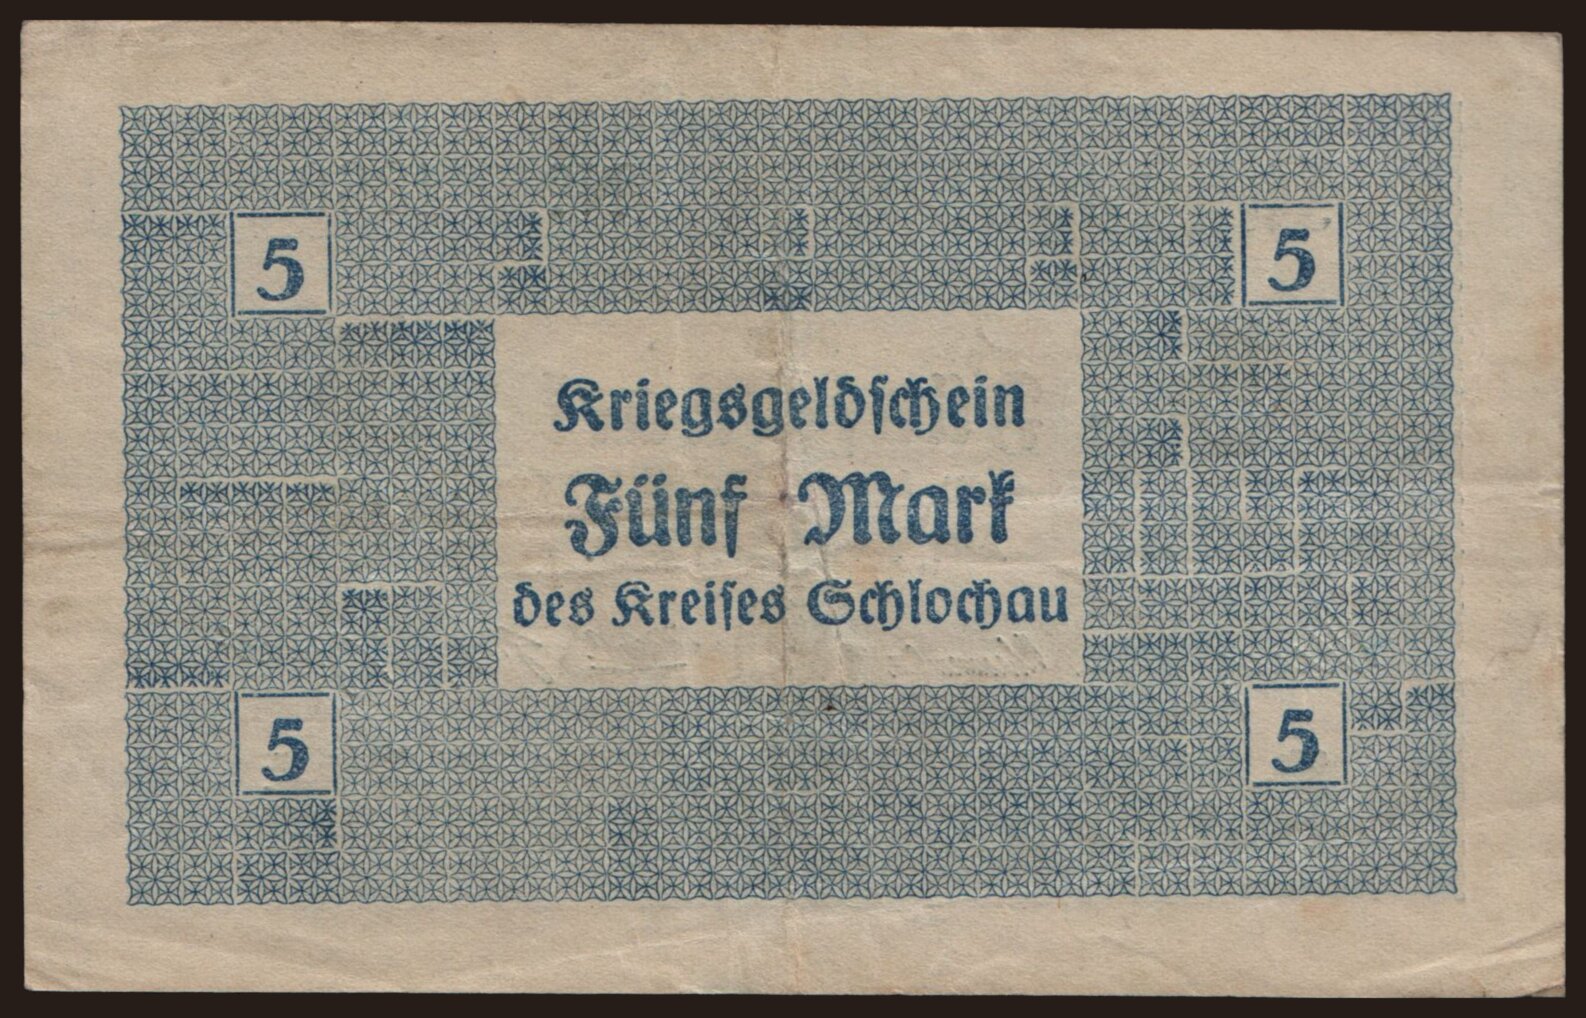 5 5
Kriegsgeldschein
Fünf Mark
des Kreises Schlochau
5 5